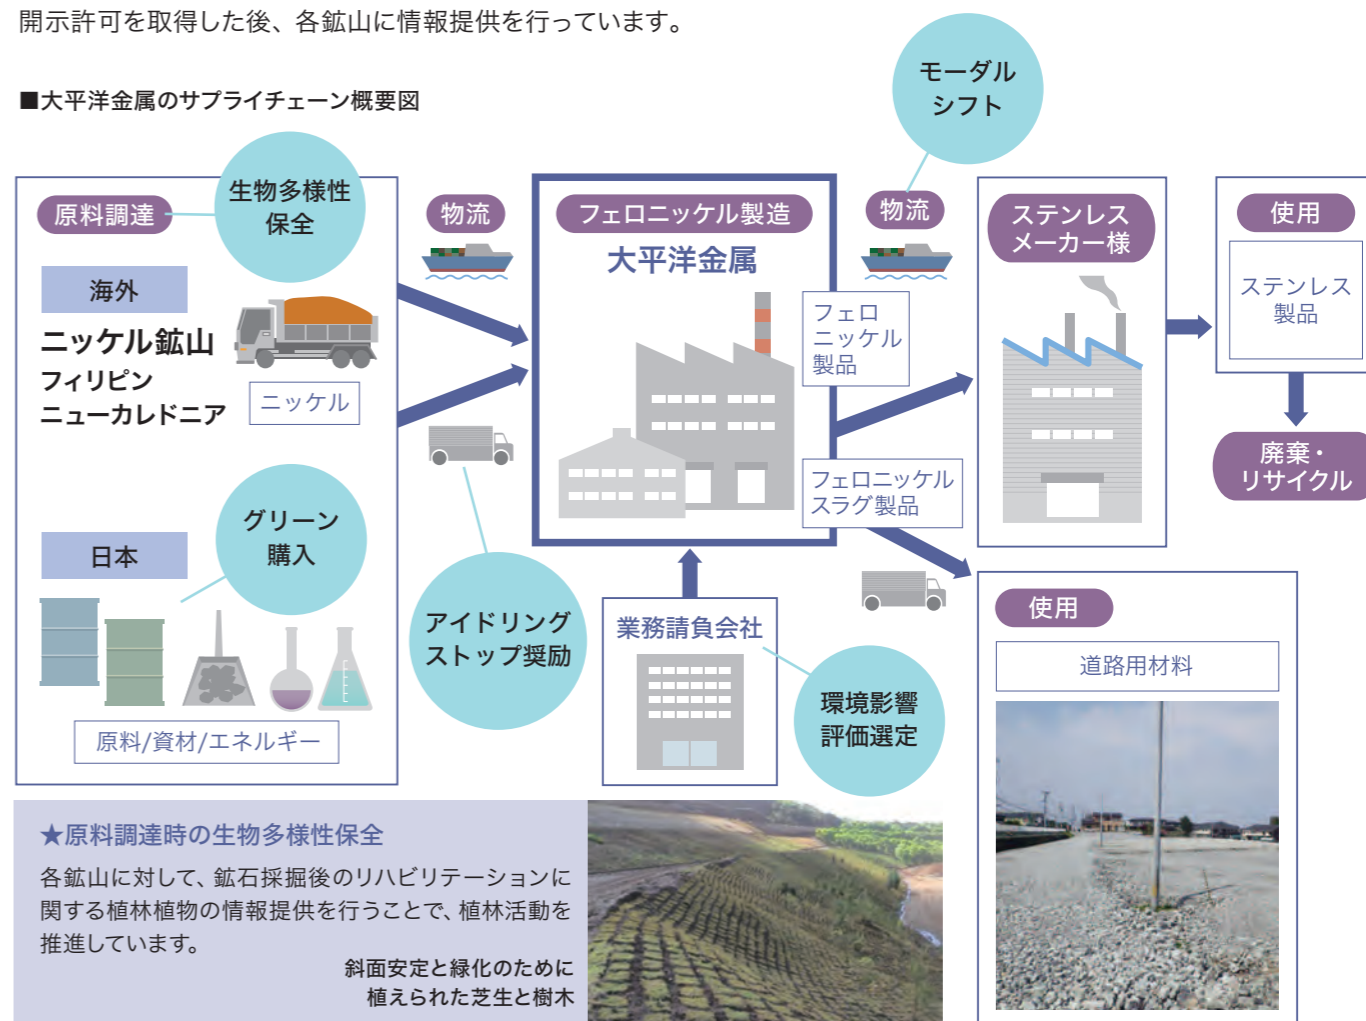 開示許可を取得した後、各鉱山に情報提供を行っています。
■大平洋金属のサプライチェーン概要図
モーダル
シフト
原料調達
生物多様性
保全
海外
ニッケル鉱山
フィリピン
ニューカレドニア
ニッケル
日本
グリーン
購入
原料/資材/エネルギー
物流
アイドリング
ストップ奨励
フェロニッケル製造
大平洋金属
フェロ
ニッケル
製品
フェロニッケル
スラグ製品
業務請負会社
環境影響
評価選定
物流
ステンレス
メーカー様
使用
ステンレス
製品
廃棄・
リサイクル
使用
道路用材料
★原料調達時の生物多様性保全
各鉱山に対して、鉱石採掘後のリハビリテーションに
関する植林植物の情報提供を行うことで、植林活動を
推進しています。
斜面安定と緑化のために
植えられた芝生と樹木